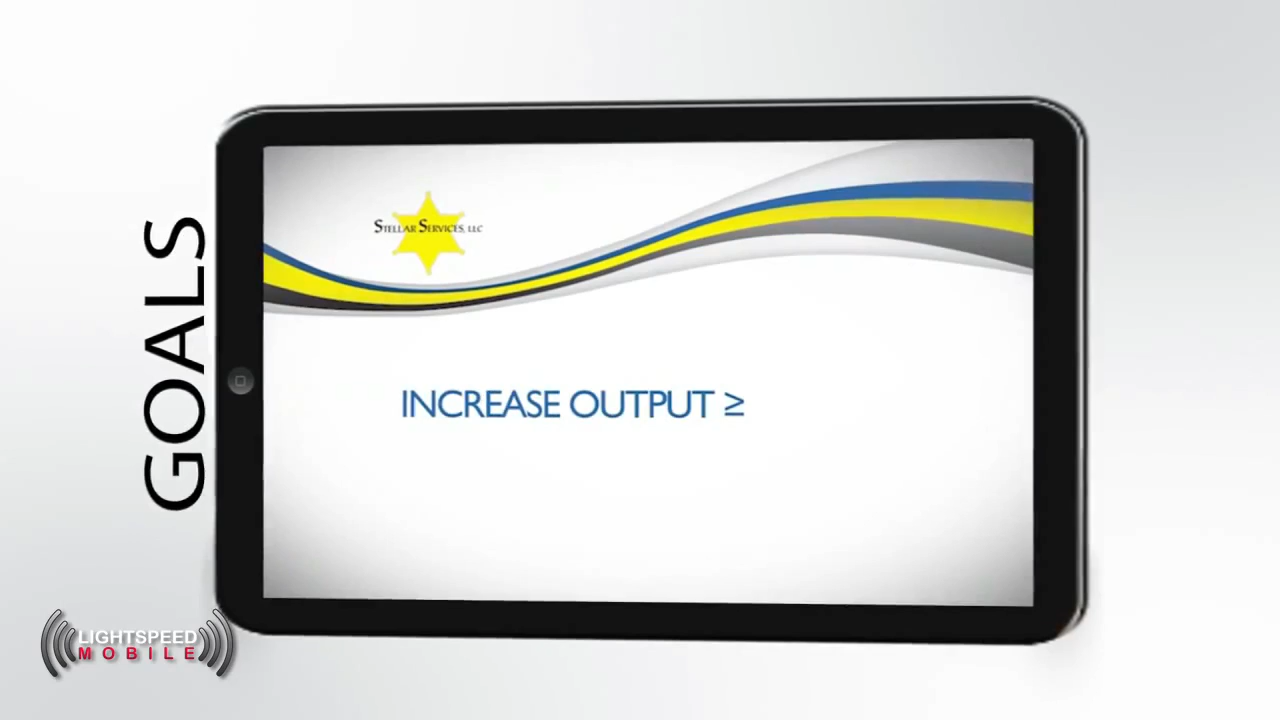 GOALS
STELLAR SERVICES, LLC
INCREASE OUTPUT ≥
LIGHTSPEED
MOBILE